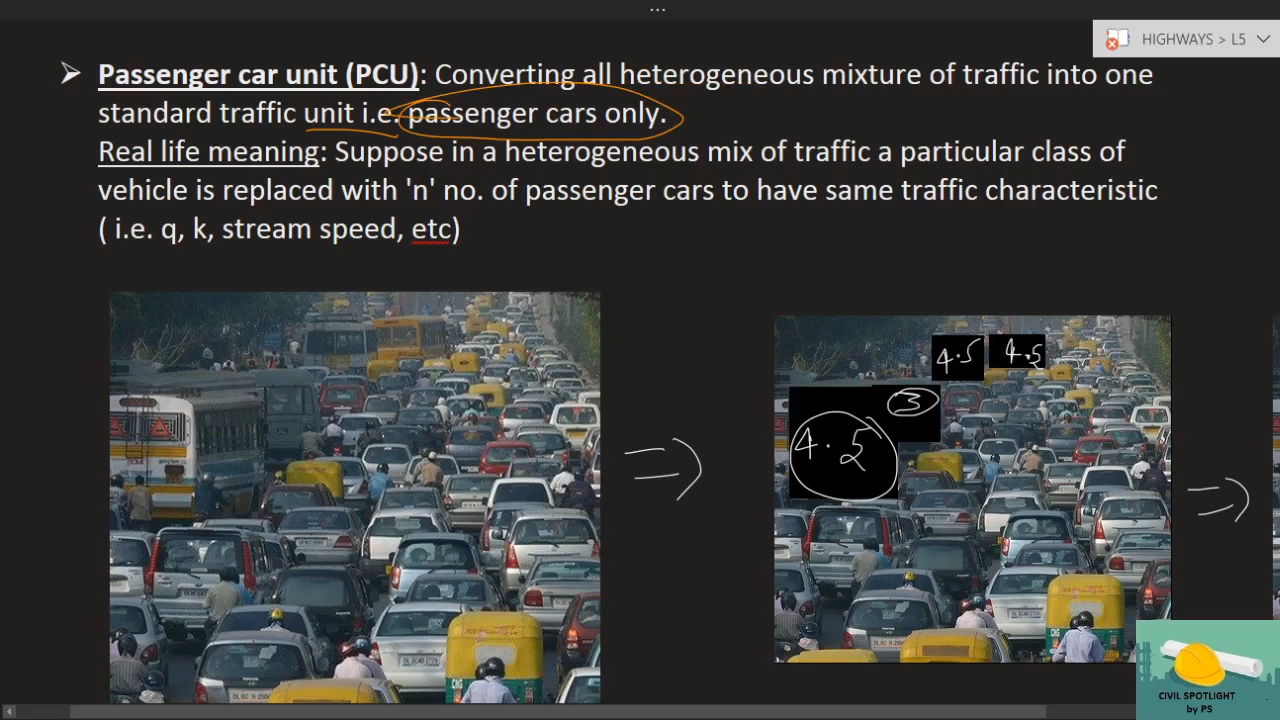 HIGHWAYS > L5
➤ Passenger car unit (PCU): Converting all heterogeneous mixture of traffic into one
standard traffic unit i.e. passenger cars only.
Real life meaning: Suppose in a heterogeneous mix of traffic a particular class of
vehicle is replaced with 'n' no. of passenger cars to have same traffic characteristic
( i.e. q, k, stream speed, etc)
4.5
4.5
3
4.5
CNG
CNG
CIVIL SPOTLIGHT
by PS